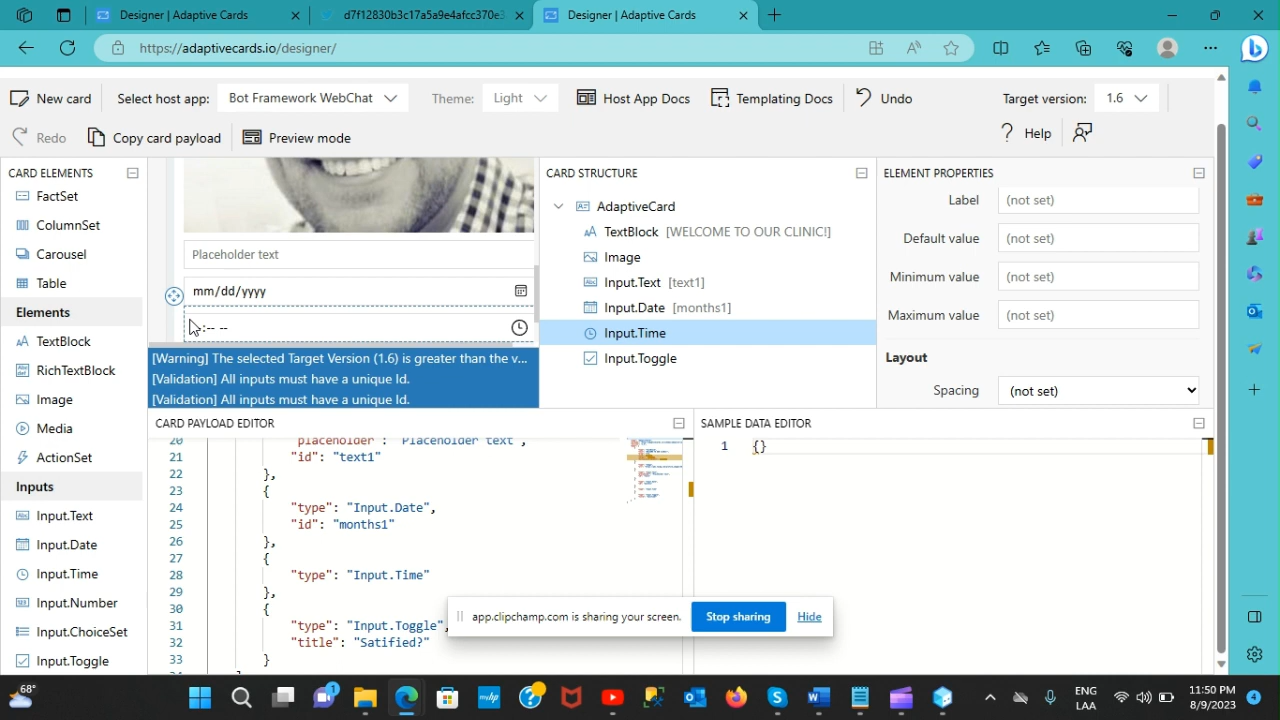 Designer | Adaptive Cards
d7f12830b3c17a5a9e4afcc370e3
Designer | Adaptive Cards
https://adaptivecards.io/designer/
New card
Select host app:
Bot Framework WebChat
Theme:
Light
Host App Docs
Templating Docs
Undo
Target version:
1.6
Redo
Copy card payload
Preview mode
Help
CARD ELEMENTS
FactSet
ColumnSet
Carousel
Table
Elements
TextBlock
RichTextBlock
Image
Media
ActionSet
Inputs
Input.Text
Input.Date
Input.Time
Input.Number
Input.ChoiceSet
Input.Toggle
Placeholder text
mm/dd/yyyy
:-- --
[Warning] The selected Target Version (1.6) is greater than the v...
[Validation] All inputs must have a unique Id.
[Validation] All inputs must have a unique Id.
CARD STRUCTURE
AdaptiveCard
TextBlock [WELCOME TO OUR CLINIC!]
Image
Input.Text [text1]
Input.Date [months1]
Input.Time
Input.Toggle
ELEMENT PROPERTIES
Label (not set)
Default value (not set)
Minimum value (not set)
Maximum value (not set)
Layout
Spacing (not set)
CARD PAYLOAD EDITOR
20 "placeholder": "Placeholder text",
21 "id": "text1"
22 },
23 {
24 "type": "Input.Date",
25 "id": "months1"
26 },
27 {
28 "type": "Input.Time"
29 },
30 {
31 "type": "Input.Toggle",
32 "title": "Satified?"
33 }
SAMPLE DATA EDITOR
1 {}
app.clipchamp.com is sharing your screen.
Stop sharing
Hide
68°
1
ENG
LAA
11:50 PM
8/9/2023
4